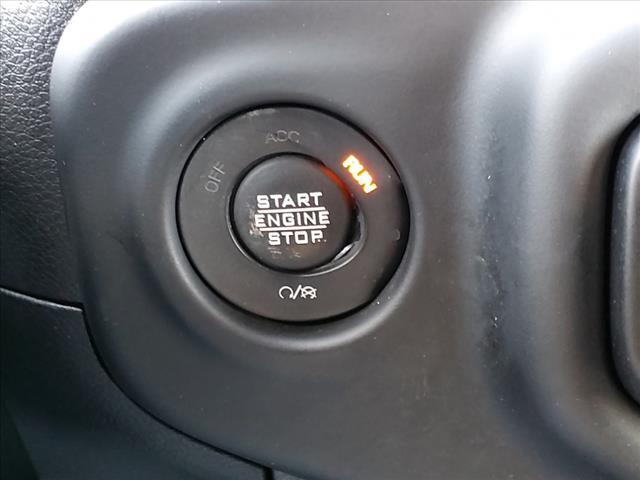 OFF
ACC
RUN
START
ENGINE
STOP